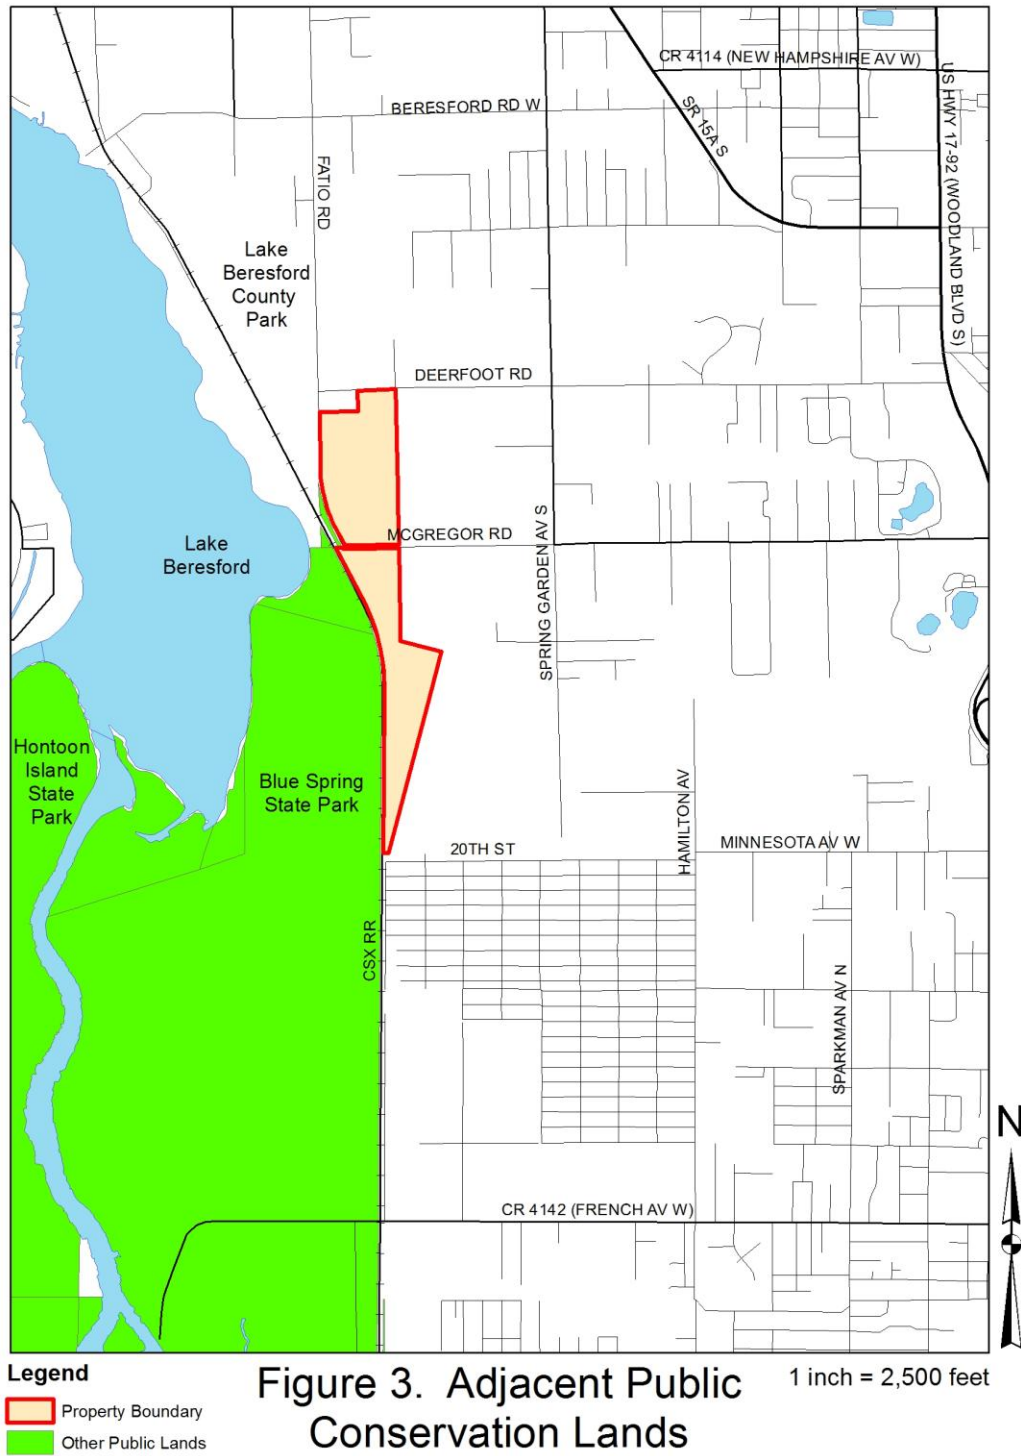 CR 4114 (NEW HAMPSHIRE AV W)
US HWY 17-92 (WOODLAND BLVD S)
BERESFORD RD W
SR 15A S
FATIO RD
Lake
Beresford
County
Park
DEERFOOT RD
MCGREGOR RD
SPRING GARDEN AV S
Lake
Beresford
Hontoon
Island
State
Park
Blue Spring
State Park
HAMILTON AV
20TH ST
MINNESOTA AV W
CSX RR
SPARKMAN AV N
CR 4142 (FRENCH AV W)
N
Legend
Property Boundary
Other Public Lands
Figure 3. Adjacent Public
Conservation Lands
1 inch = 2,500 feet